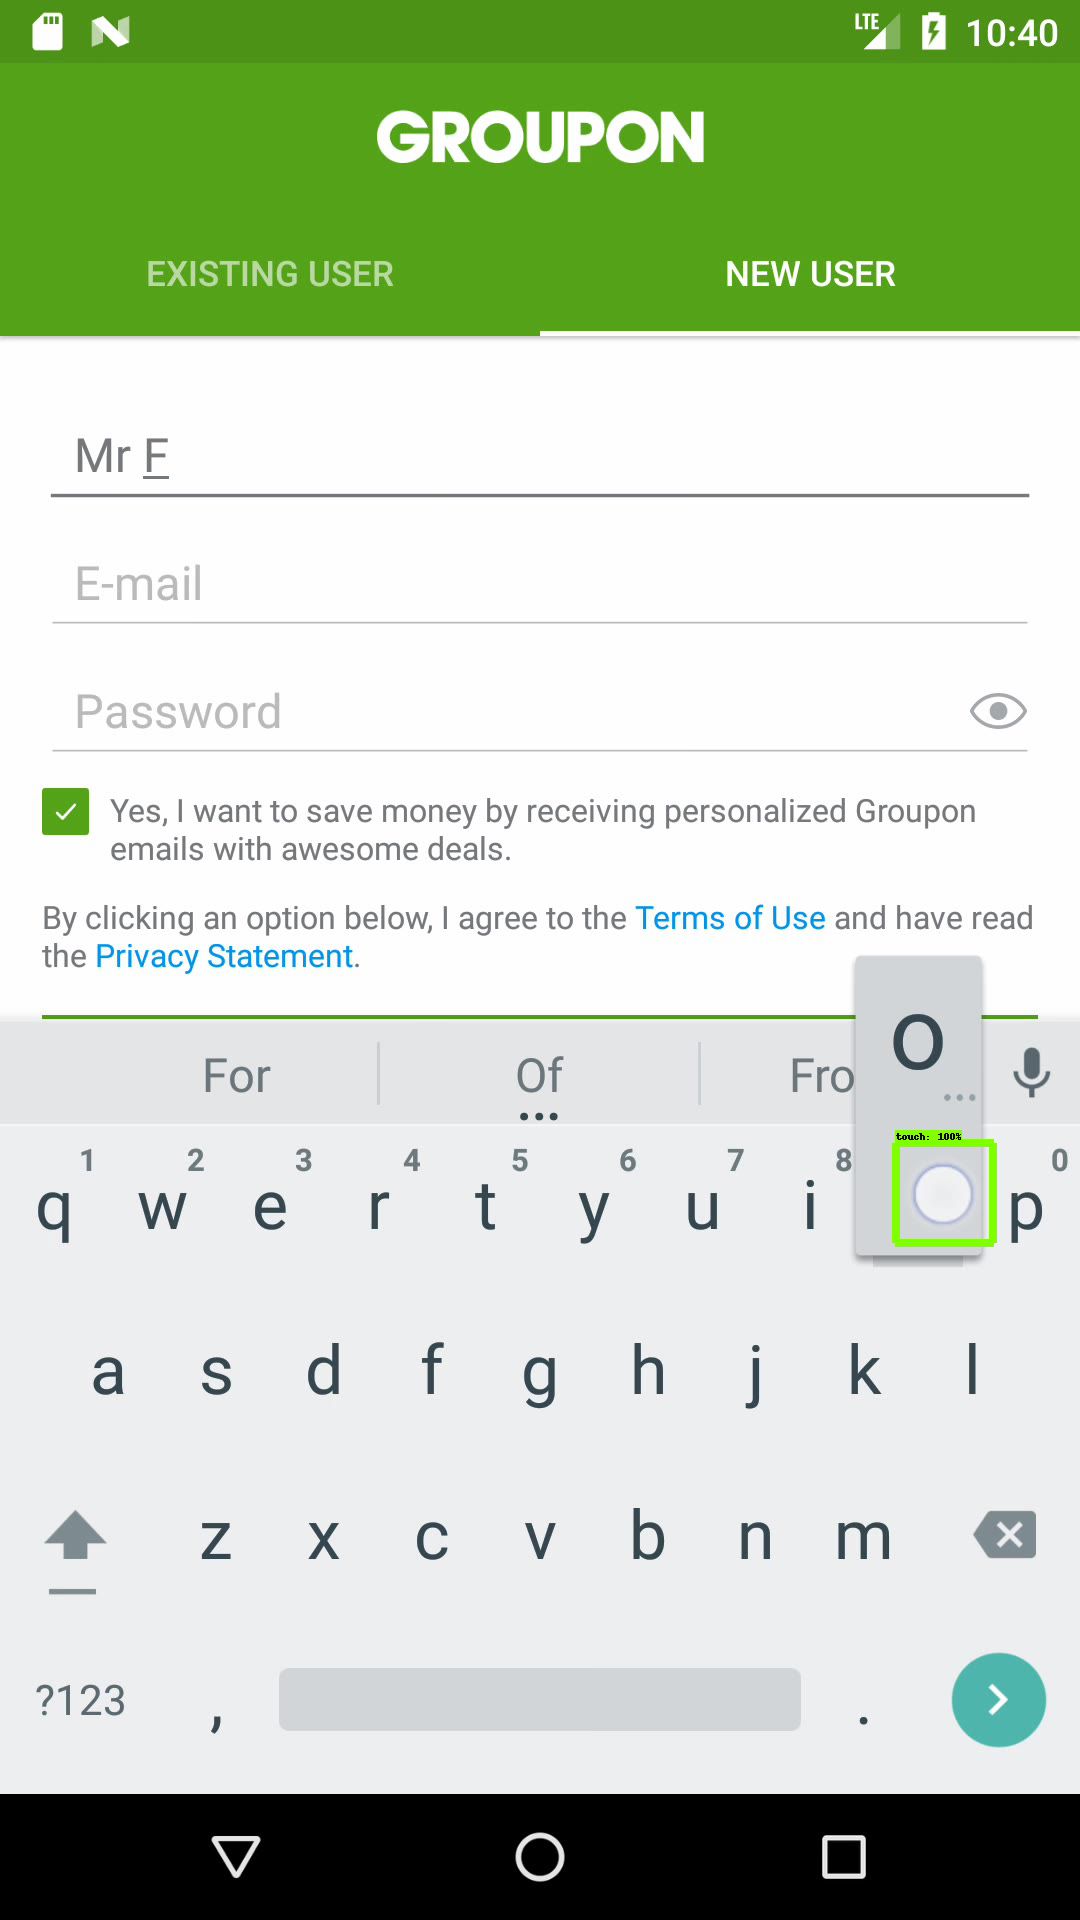 LTE 10:40
GROUPON
EXISTING USER NEW USER
Mr F
E-mail
Password
Yes, I want to save money by receiving personalized Groupon
emails with awesome deals.
By clicking an option below, I agree to the Terms of Use and have read
the Privacy Statement.
o
For Of Fro
touch: 100%
1 2 3 4 5 6 7 8 0
q w e r t y u i p
a s d f g h j k l
z x c v b n m
?123 , .